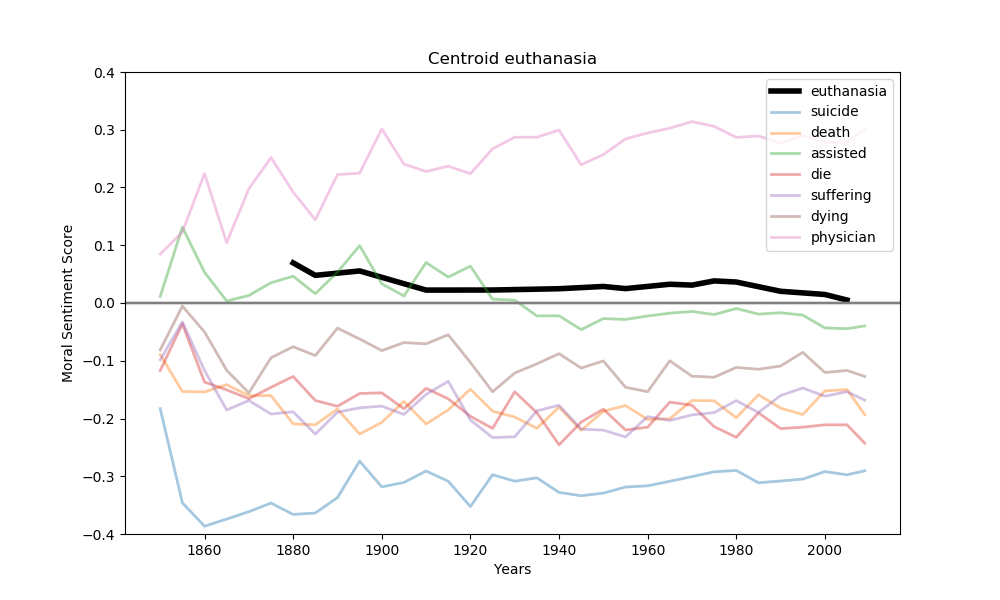 Centroid euthanasia
Moral Sentiment Score
0.4
0.3
0.2
0.1
0.0
−0.1
−0.2
−0.3
−0.4
euthanasia
suicide
death
assisted
die
suffering
dying
physician
1860 1880 1900 1920 1940 1960 1980 2000
Years